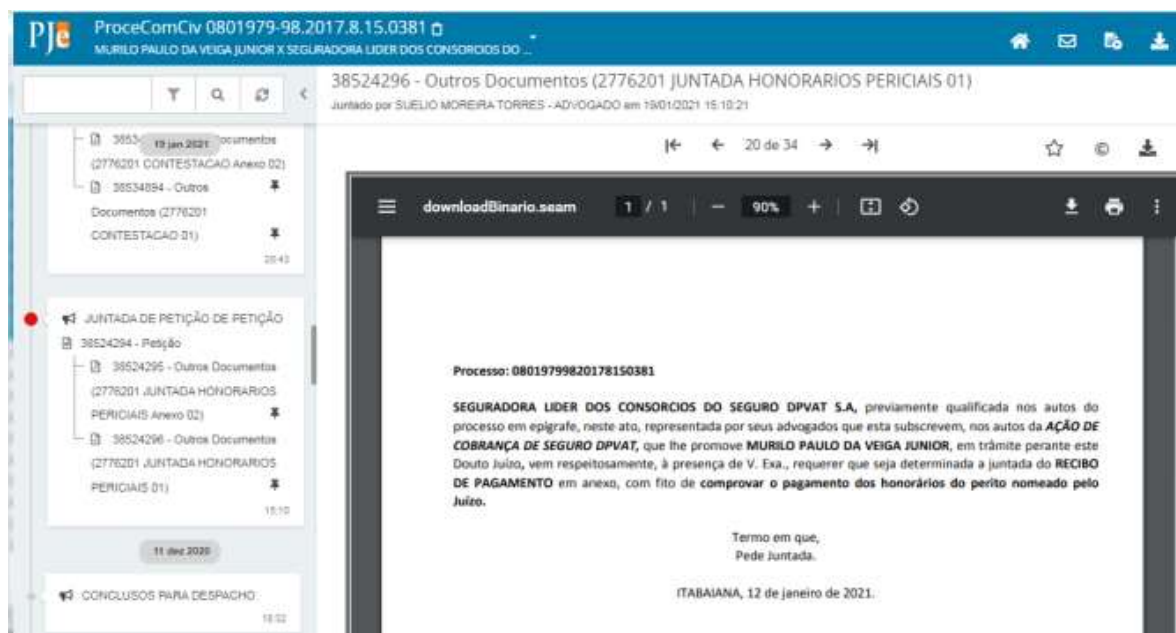 PJe
ProceComCiv 0801979-98.2017.8.15.0381
MURILO PAULO DA VEIGA JUNIOR X SEGURADORA LIDER DOS CONSORCIOS DO ...
38524296 - Outros Documentos (2776201 JUNTADA HONORARIOS PERICIAIS 01)
Juntado por SUELIO MOREIRA TORRES - ADVOGADO em 19/01/2021 15:10:21
20 de 34
19 jan 2021
(2776201 CONTESTACAO Anexo 02)
38534894 - Outros
Documentos (2776201
CONTESTACAO 01)
20:43
JUNTADA DE PETIÇÃO DE PETIÇÃO
38524294 - Petição
38524295 - Outros Documentos
(2776201 JUNTADA HONORARIOS
PERICIAIS Anexo 02)
38524296 - Outros Documentos
(2776201 JUNTADA HONORARIOS
PERICIAIS 01)
15:10
11 dez 2020
CONCLUSOS PARA DESPACHO
downloadBinario.seam 1 / 1 90%
Processo: 08019799820178150381
SEGURADORA LIDER DOS CONSORCIOS DO SEGURO DPVAT S.A, previamente qualificada nos autos do
processo em epígrafe, neste ato, representada por seus advogados que esta subscrevem, nos autos da AÇÃO DE
COBRANÇA DE SEGURO DPVAT, que lhe promove MURILO PAULO DA VEIGA JUNIOR, em trâmite perante este
Douto Juízo, vem respeitosamente, à presença de V. Exa., requerer que seja determinada a juntada do RECIBO
DE PAGAMENTO em anexo, com fito de comprovar o pagamento dos honorários do perito nomeado pelo
Juízo.
Termo em que,
Pede Juntada.
ITABAIANA, 12 de janeiro de 2021.